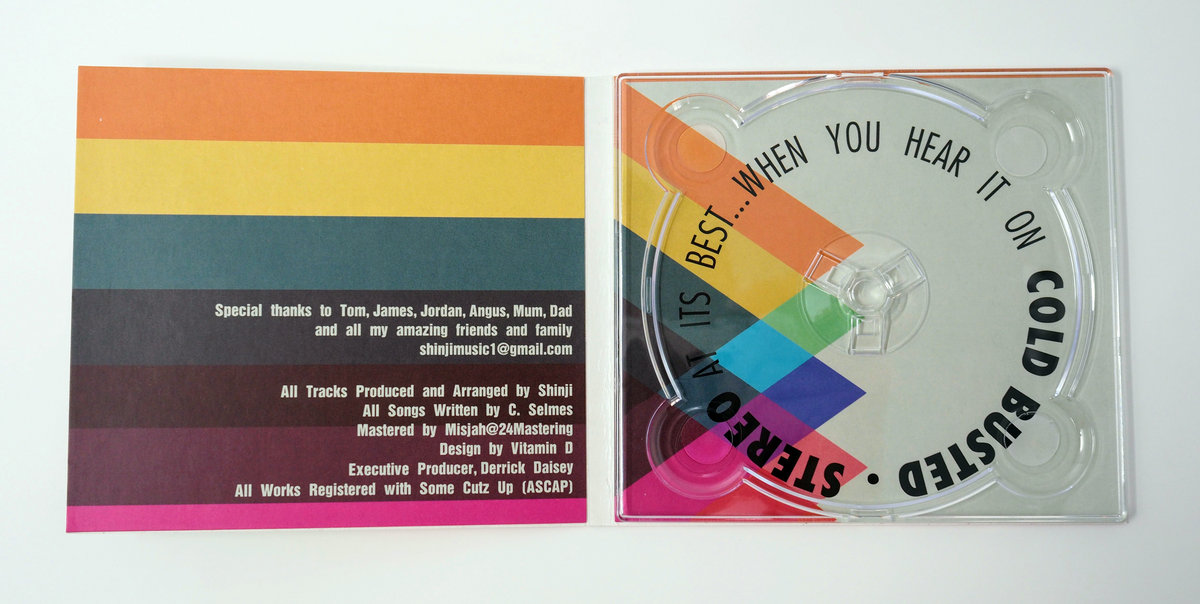 Special thanks to Tom, James, Jordan, Angus, Mum, Dad
and all my amazing friends and family
shinjimusic1@gmail.com
All Tracks Produced and Arranged by Shinji
All Songs Written by C. Selmes
Mastered by Misjah@24Mastering
Design by Vitamin D
Executive Producer, Derrick Daisey
All Works Registered with Some Cutz Up (ASCAP)
STEREO AT ITS BEST...WHEN YOU HEAR IT ON COLD BUSTED •